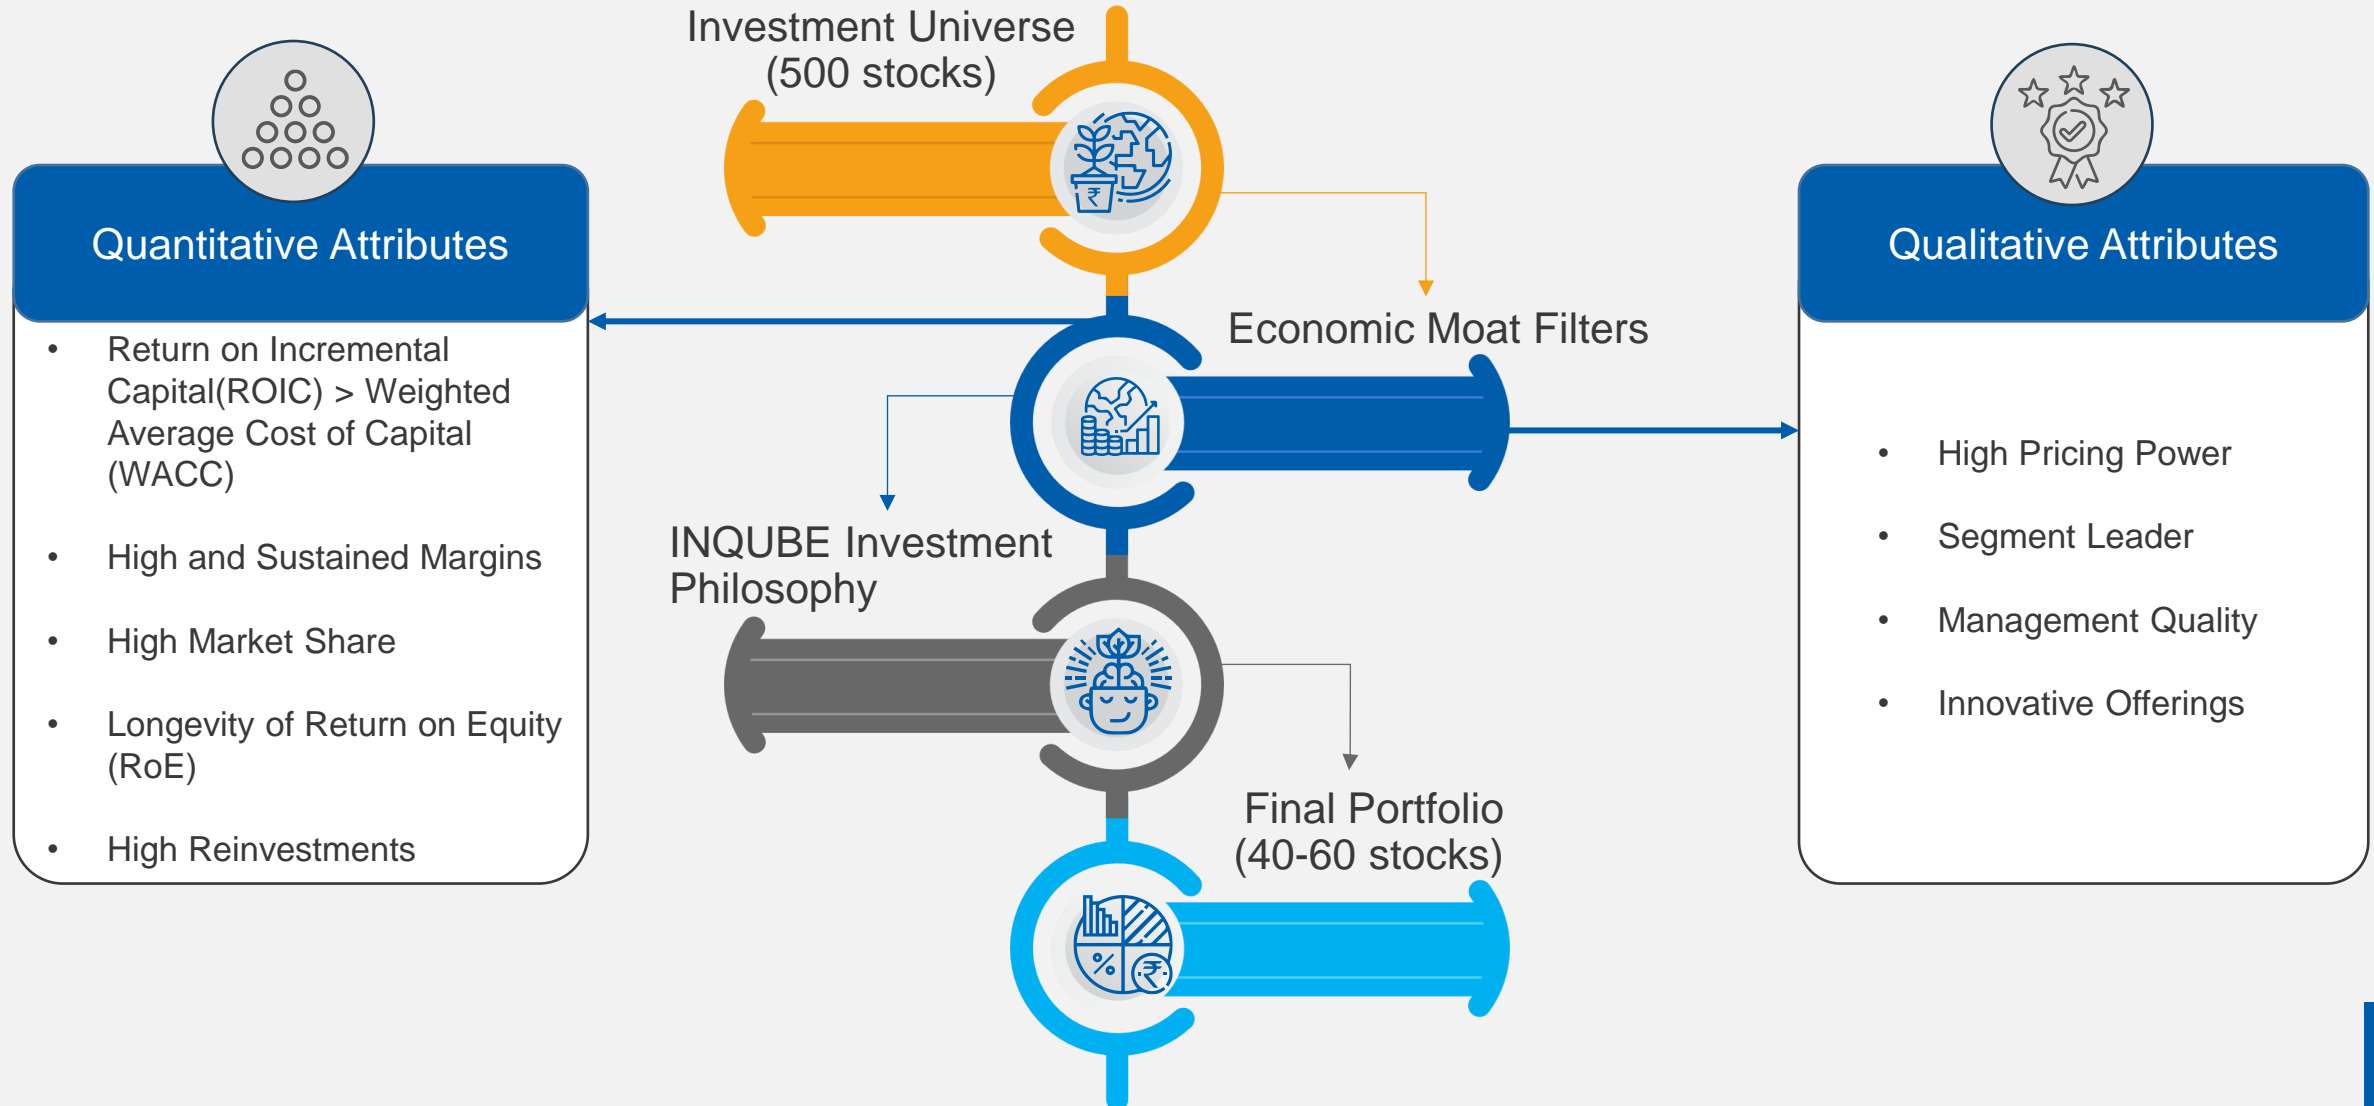 Investment Universe
(500 stocks)
Quantitative Attributes
• Return on Incremental
Capital(ROIC) > Weighted
Average Cost of Capital
(WACC)
• High and Sustained Margins
• High Market Share
• Longevity of Return on Equity
(RoE)
• High Reinvestments
₹
Economic Moat Filters
INQUBE Investment
Philosophy
Final Portfolio
(40-60 stocks)
%
₹
Qualitative Attributes
• High Pricing Power
• Segment Leader
• Management Quality
• Innovative Offerings